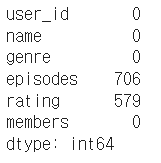 user_id 0
name 0
genre 0
episodes 706
rating 579
members 0
dtype: int64